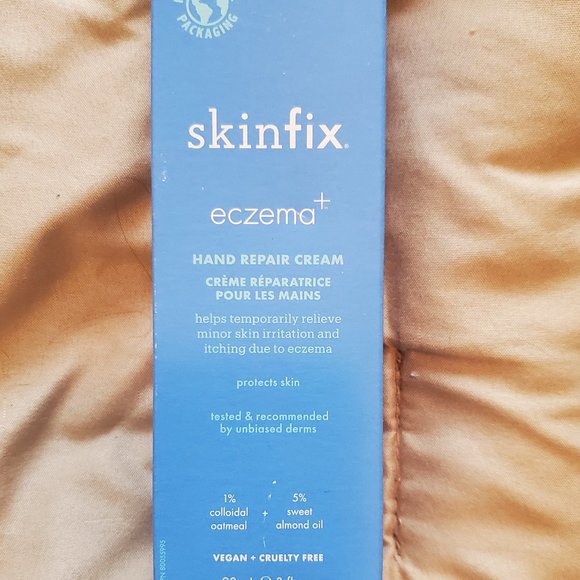 PACKAGING
skinfix®
eczema+™
HAND REPAIR CREAM
CRÈME RÉPARATRICE
POUR LES MAINS
helps temporarily relieve
minor skin irritation and
itching due to eczema
protects skin
tested & recommended
by unbiased derms
1% + 5%
colloidal sweet
oatmeal almond oil
VEGAN + CRUELTY FREE